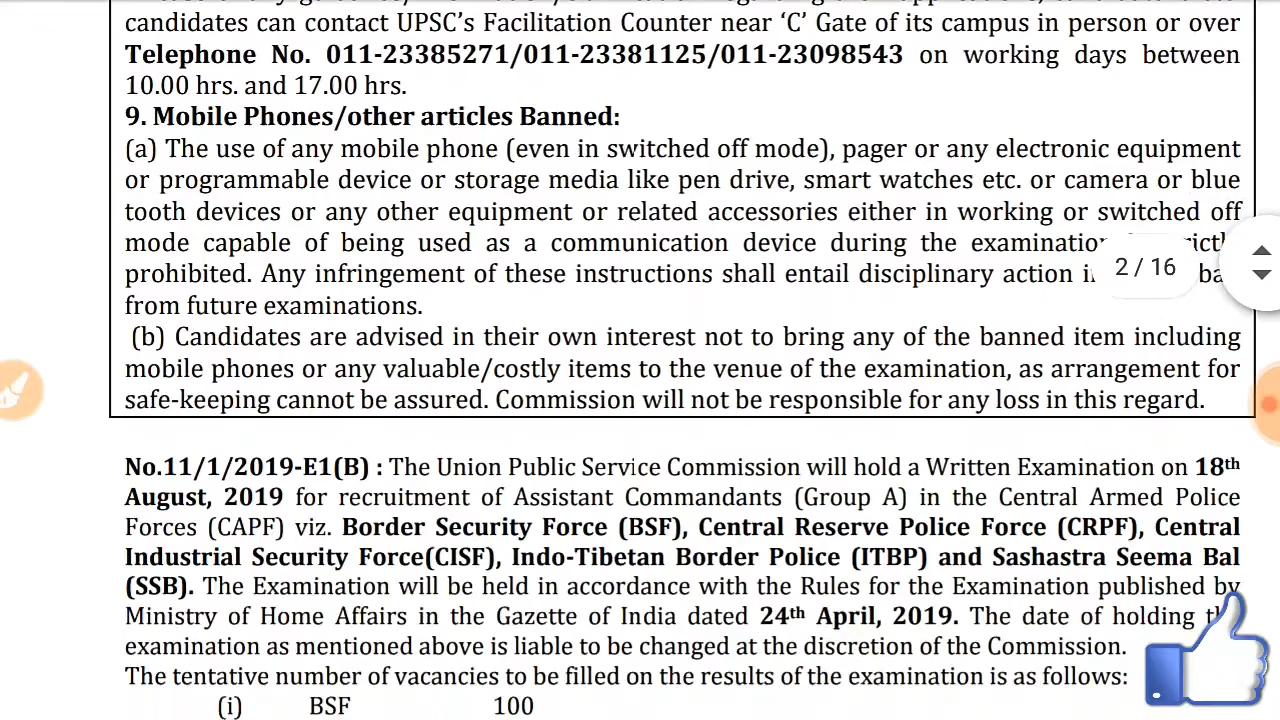 candidates can contact UPSC's Facilitation Counter near 'C' Gate of its campus in person or over
Telephone No. 011-23385271/011-23381125/011-23098543 on working days between
10.00 hrs. and 17.00 hrs.
9. Mobile Phones/other articles Banned:
(a) The use of any mobile phone (even in switched off mode), pager or any electronic equipment
or programmable device or storage media like pen drive, smart watches etc. or camera or blue
tooth devices or any other equipment or related accessories either in working or switched off
mode capable of being used as a communication device during the
prohibited. Any infringement of these instructions shall entail disciplinary action
2 / 16
from future examinations.
(b) Candidates are advised in their own interest not to bring any of the banned item including
mobile phones or any valuable/costly items to the venue of the examination, as arrangement for
safe-keeping cannot be assured. Commission will not be responsible for any loss in this regard.
No.11/1/2019-E1(B) : The Union Public Service Commission will hold a Written Examination on 18th
August, 2019 for recruitment of Assistant Commandants (Group A) in the Central Armed Police
Forces (CAPF) viz. Border Security Force (BSF), Central Reserve Police Force (CRPF), Central
Industrial Security Force(CISF), Indo-Tibetan Border Police (ITBP) and Sashastra Seema Bal
(SSB). The Examination will be held in accordance with the Rules for the Examination published by
Ministry of Home Affairs in the Gazette of India dated 24th April, 2019. The date of holding
examination as mentioned above is liable to be changed at the discretion of the Commission.
The tentative number of vacancies to be filled on the results of the examination is as follows:
(i) BSF 100